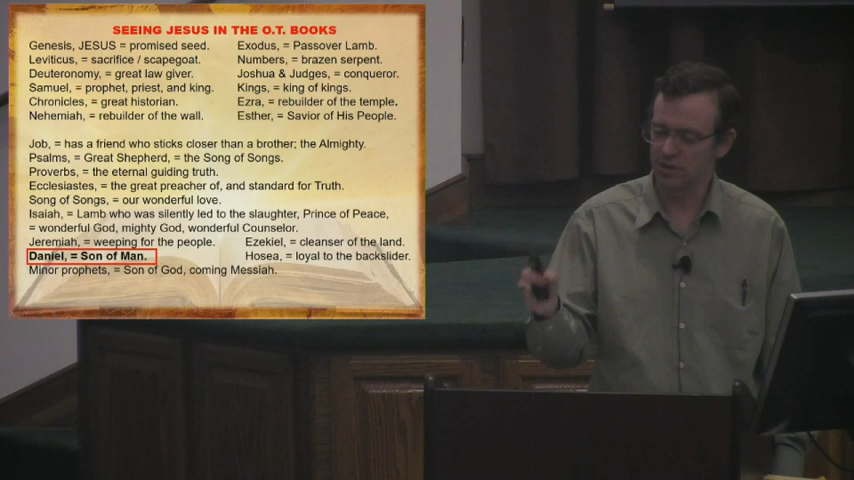 SEEING JESUS IN THE O.T. BOOKS
Genesis, JESUS = promised seed. Exodus, = Passover Lamb.
Leviticus, = sacrifice / scapegoat. Numbers, = brazen serpent.
Deuteronomy, = great law giver. Joshua & Judges, = conqueror.
Samuel, = prophet, priest, and king. Kings, = king of kings.
Chronicles, = great historian. Ezra, = rebuilder of the temple.
Nehemiah, = rebuilder of the wall. Esther, = Savior of His People.
Job, = has a friend who sticks closer than a brother; the Almighty.
Psalms, = Great Shepherd, = the Song of Songs.
Proverbs, = the eternal guiding truth.
Ecclesiastes, = the great preacher of, and standard for Truth.
Song of Songs, = our wonderful love.
Isaiah, = Lamb who was silently led to the slaughter, Prince of Peace,
= wonderful God, mighty God, wonderful Counselor.
Jeremiah, = weeping for the people. Ezekiel, = cleanser of the land.
Daniel, = Son of Man. Hosea, = loyal to the backslider.
Minor prophets, = Son of God, coming Messiah.